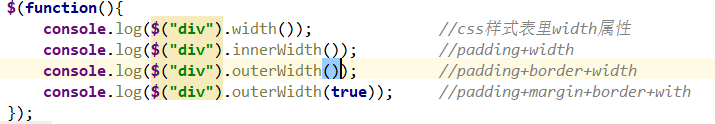 $(function(){
console.log($("div").width()); //css样式表里width属性
console.log($("div").innerWidth()); //padding+width
console.log($("div").outerWidth()); //padding+border+width
console.log($("div").outerWidth(true)); //padding+margin+border+with
});